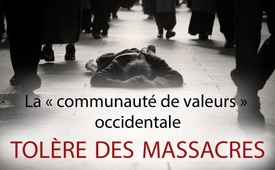 La « communauté de valeurs »
occidentale
TOLÈRE DES MASSACRES